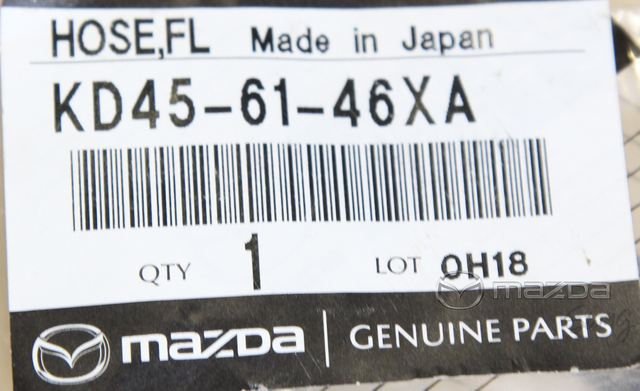 HOSE,FL Made in Japan
KD45-61-46XA
QTY 1 LOT 0H18
mazda
mazda GENUINE PARTS